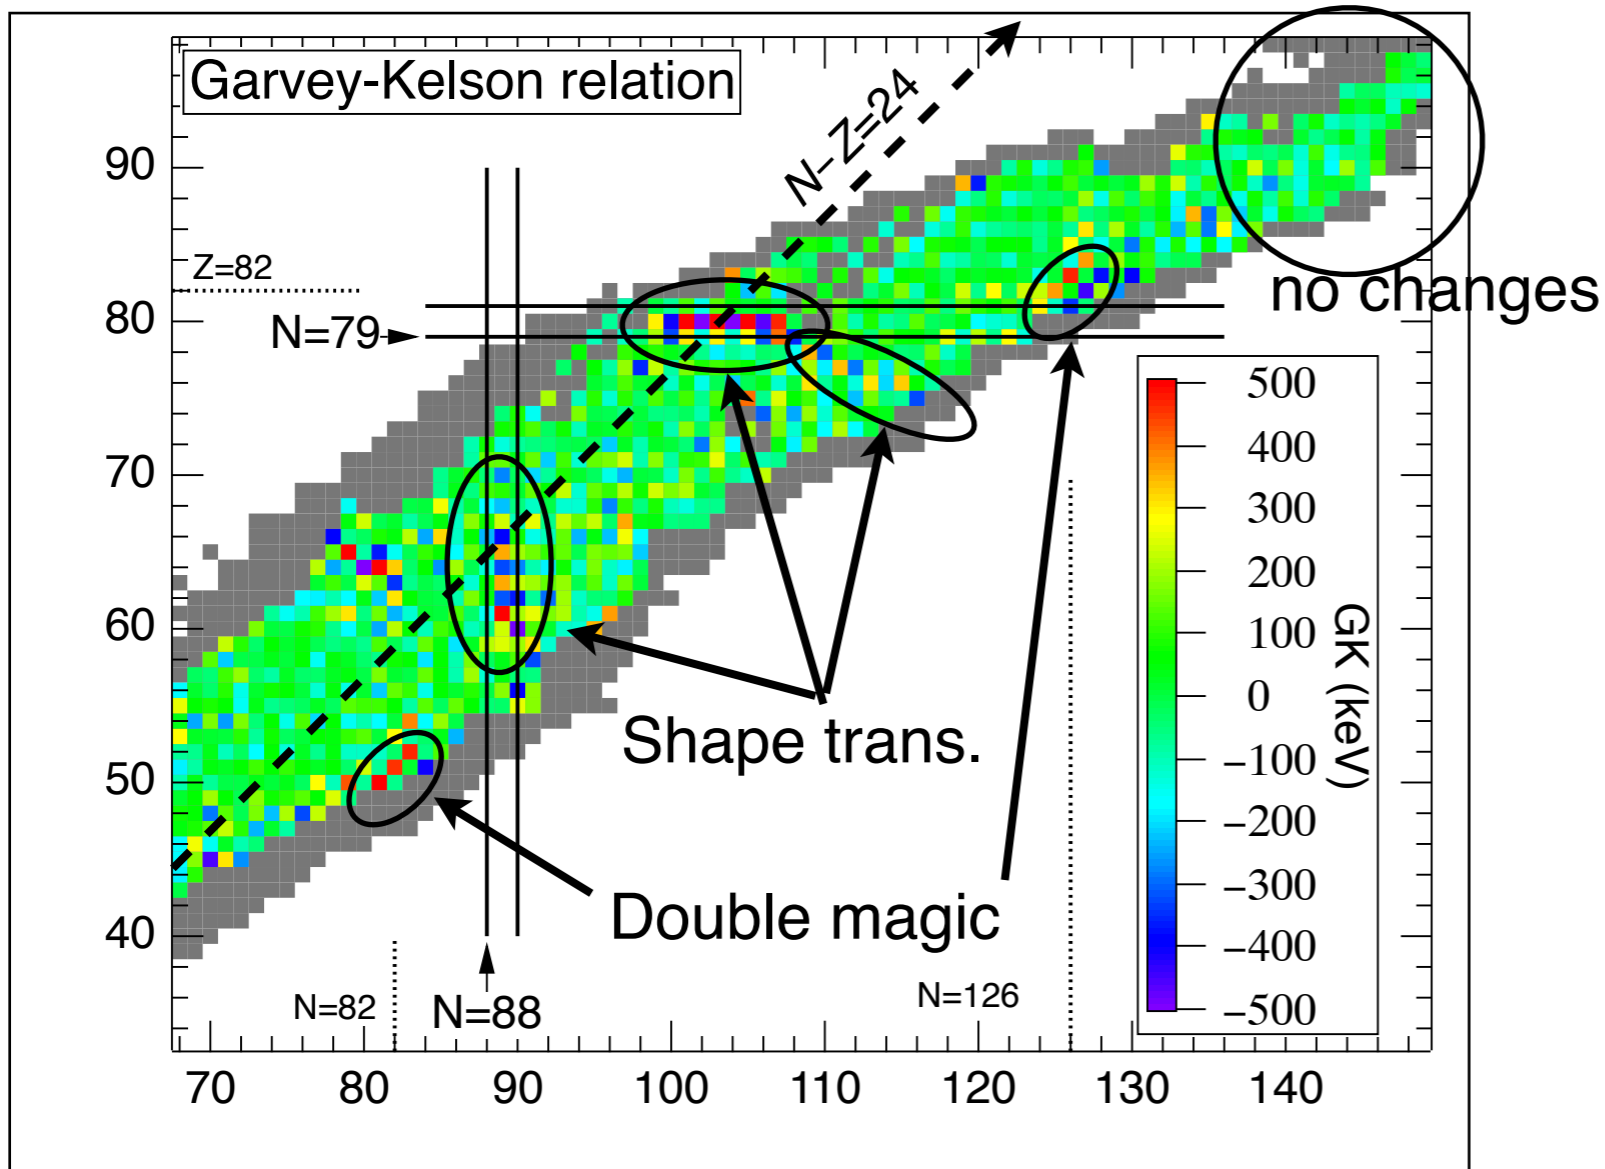 Garvey-Kelson relation
N-Z=24
90
Z=82
no changes
N=79
80
70
60
50
40
500
400
300
200
100
0
−100
−200
−300
−400
−500
GK (keV)
Shape trans.
Double magic
N=82
N=88
N=126
70
80
90
100
110
120
130
140